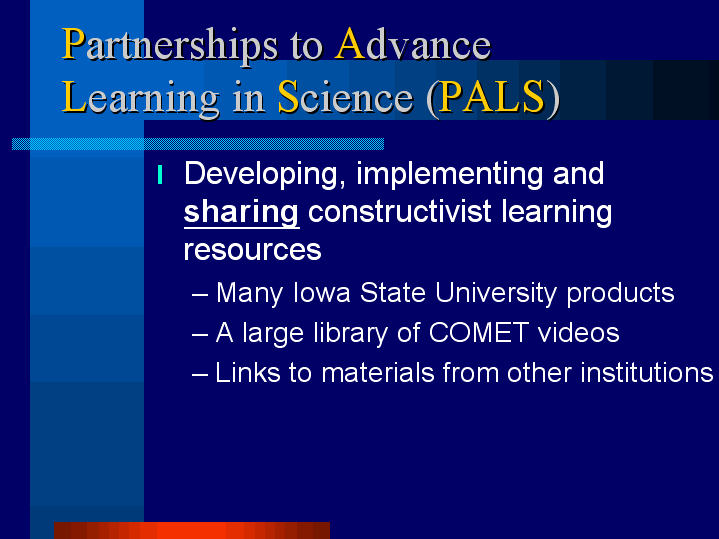 Partnerships to Advance
Learning in Science (PALS)
Developing, implementing and
sharing constructivist learning
resources
– Many Iowa State University products
– A large library of COMET videos
– Links to materials from other institutions